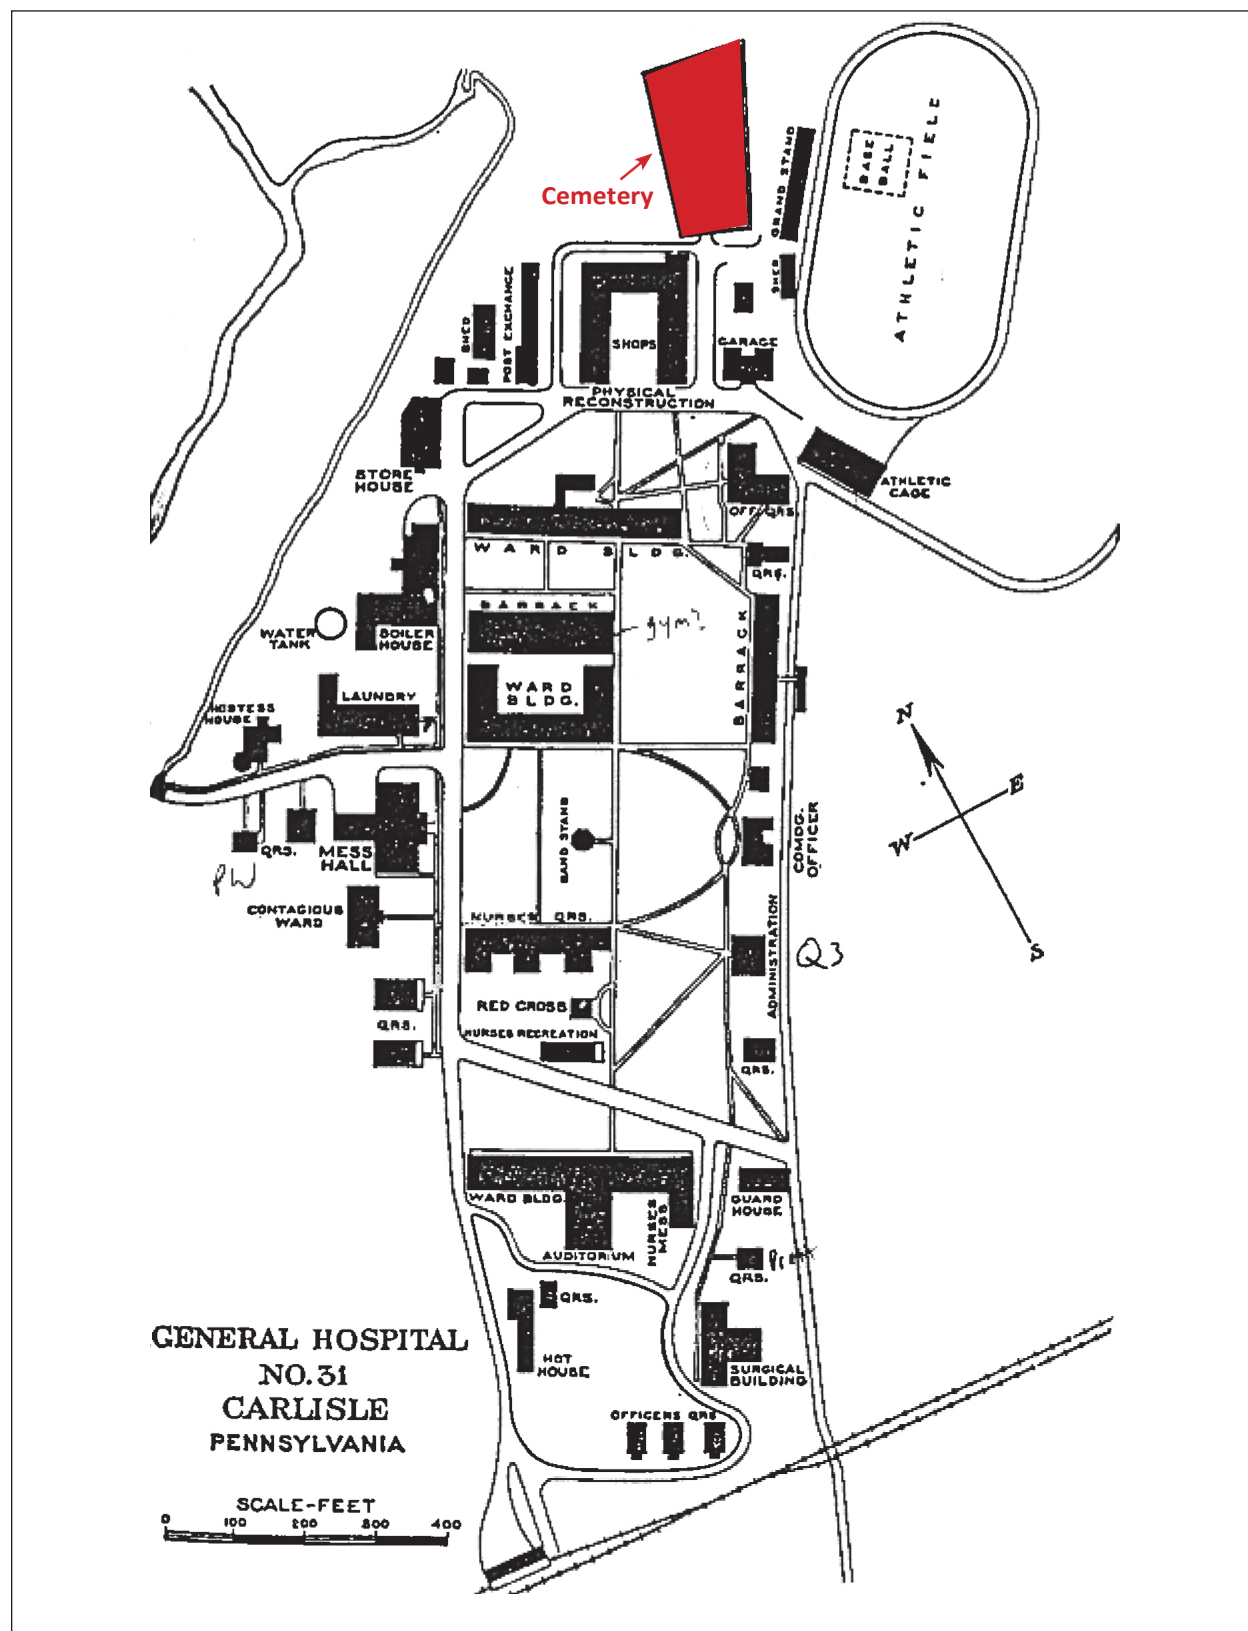 Cemetery
GRAND STAND
BASE
BALL
ATHLETIC FIELD
SHED
SHED
POST EXCHANGE
SHOPS
GARAGE
PHYSICAL
RECONSTRUCTION
STORE
HOUSE
ATHLETIC
CAGE
OFF. QRS.
WARD BLDG.
QRS.
BARRACK
gym?
WATER
TANK
BOILER
HOUSE
BARRACK
WARD
BLDG.
LAUNDRY
HOSTESS
HOUSE
N
E
W
S
BAND STAND
COMDG.
OFFICER
QRS.
MESS
HALL
PW
CONTAGIOUS
WARD
NURSES QRS.
ADMINISTRATION
Q3
RED CROSS
NURSES RECREATION
QRS.
QRS.
WARD BLDG.
NURSES
MESS
GUARD
HOUSE
AUDITORIUM
QRS.
QRS.
HOT
HOUSE
SURGICAL
BUILDING
OFFICERS QRS
GENERAL HOSPITAL
NO. 31
CARLISLE
PENNSYLVANIA
SCALE-FEET
0 100 200 300 400